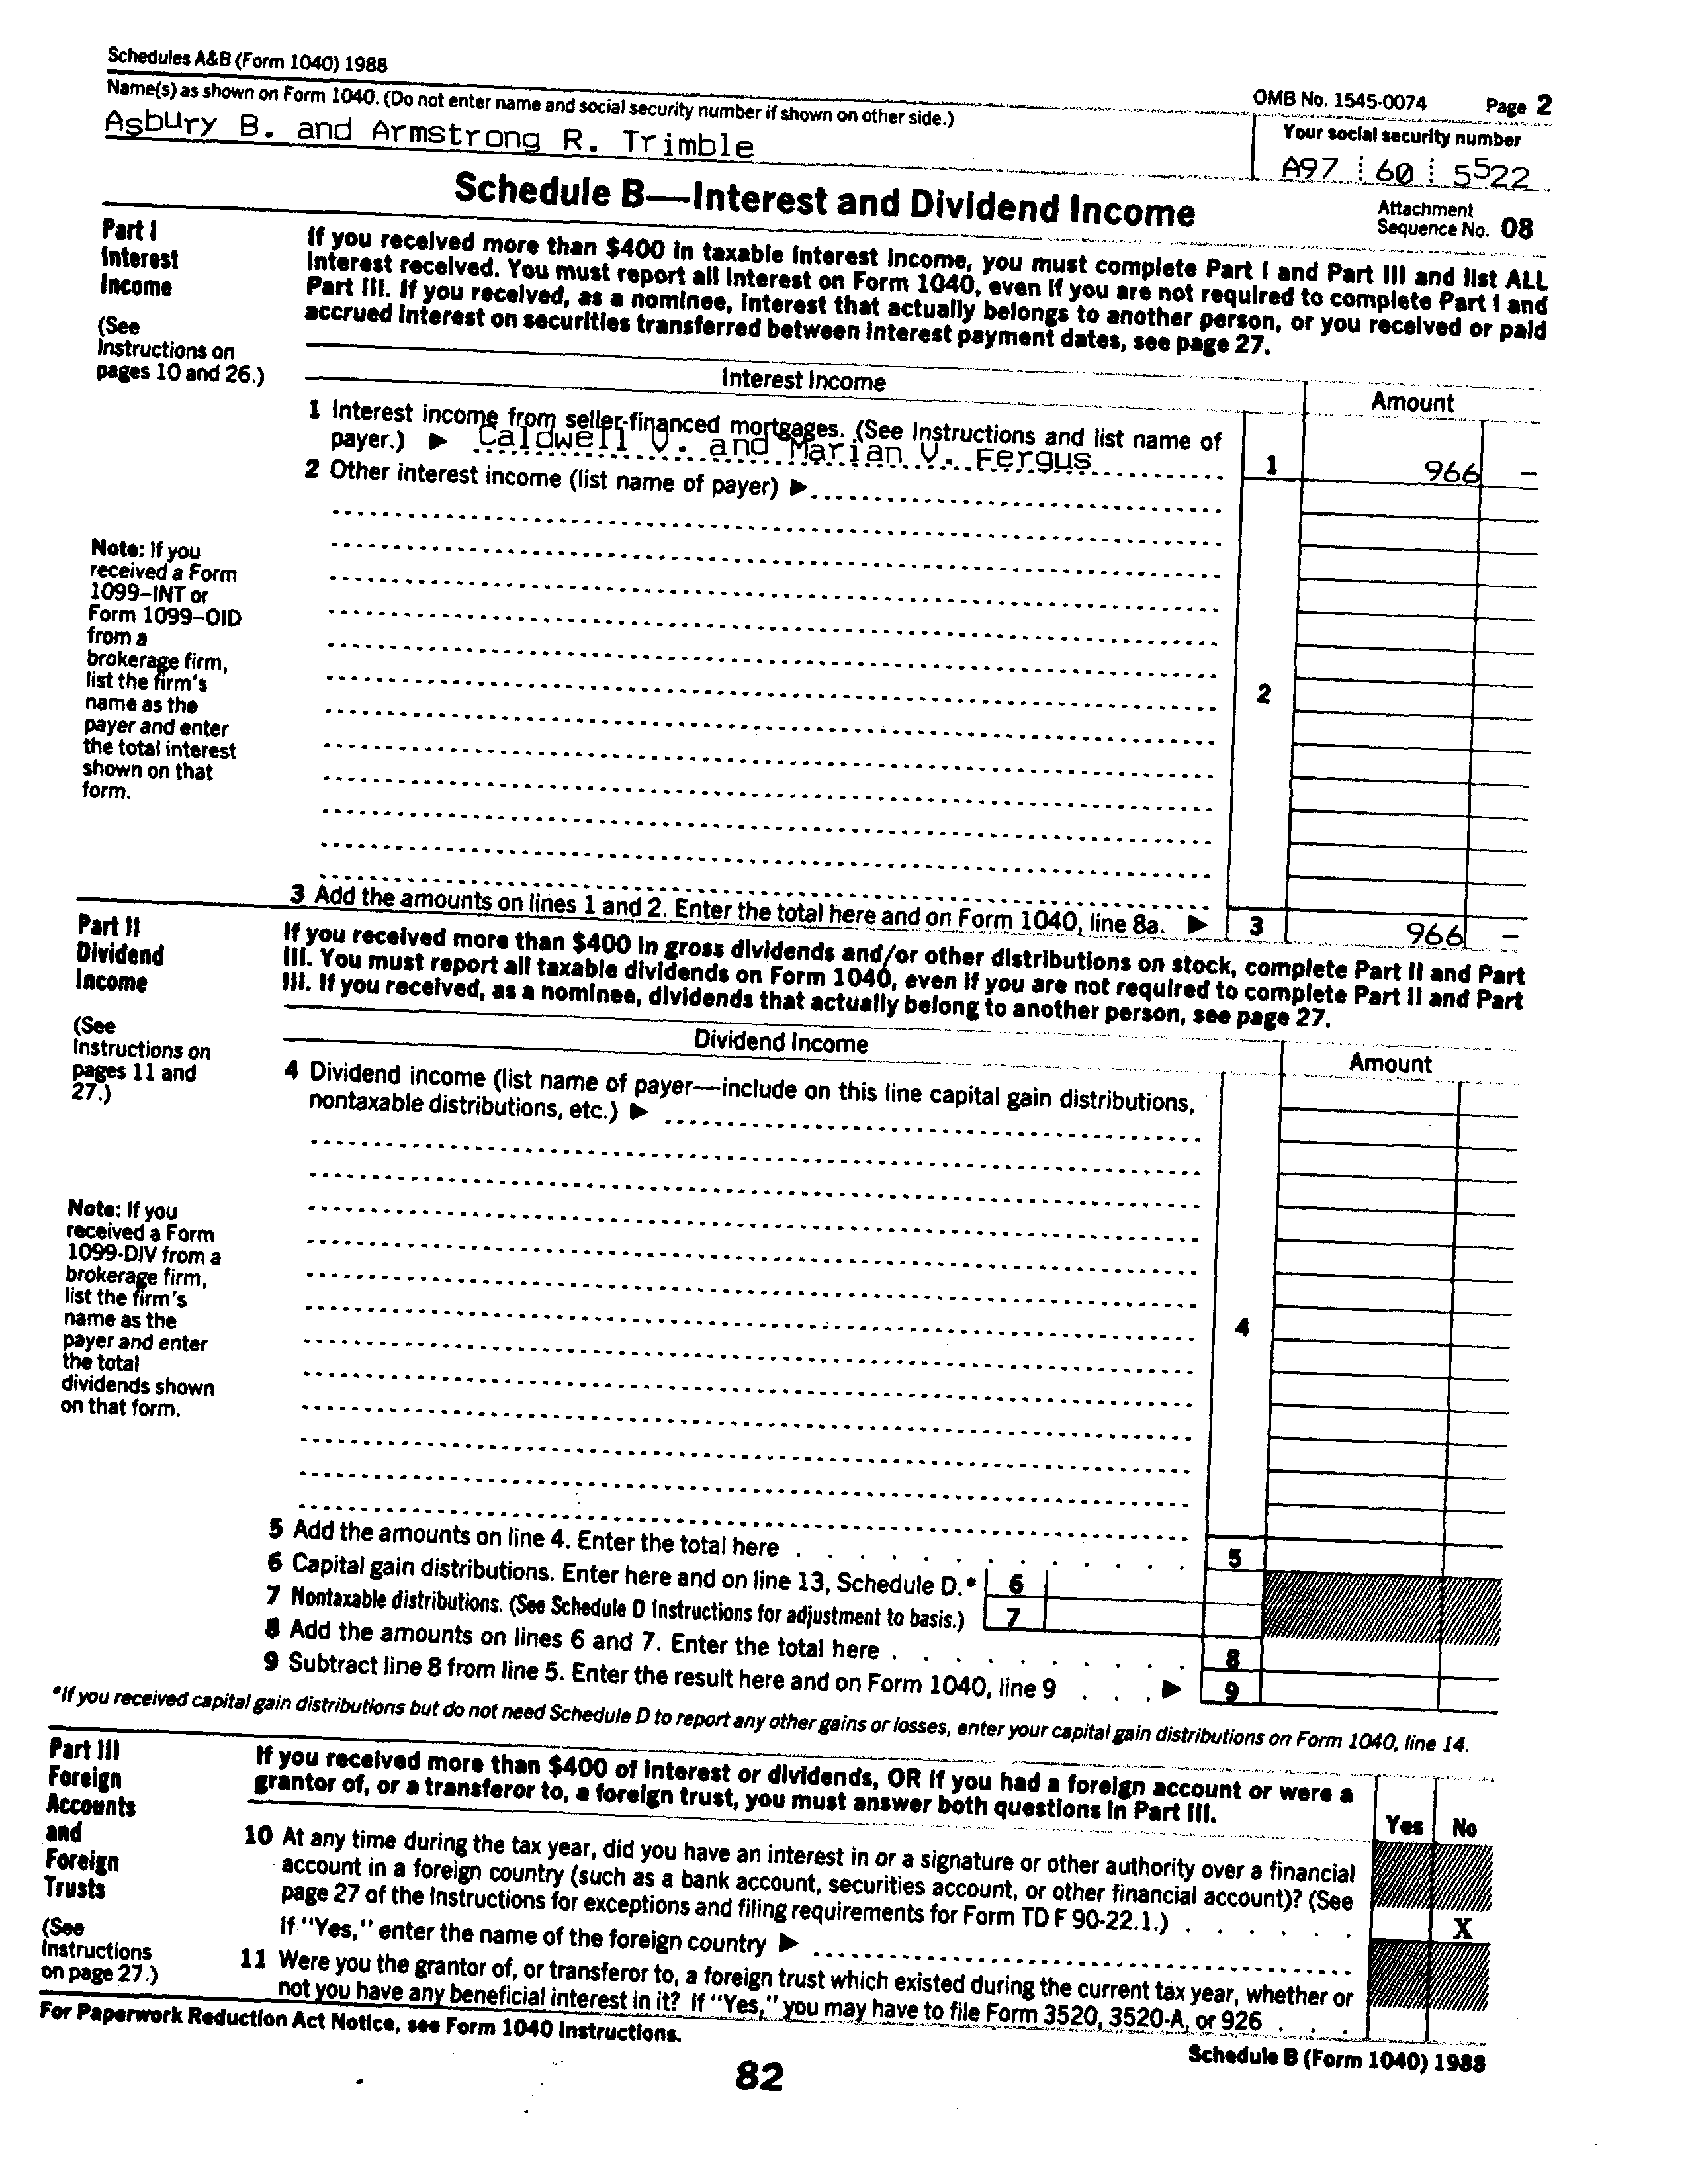 Schedules A&B (Form 1040) 1988
OMB No. 1545-0074 Page 2
Name(s) as shown on Form 1040. (Do not enter name and social security number if shown on other side.)
Your social security number
Asbury B. and Armstrong R. Trimble
A97 60 5522
Schedule B—Interest and Dividend Income
Attachment
Sequence No. 08
Part I
Interest
Income
(See
Instructions on
pages 10 and 26.)
If you received more than $400 in taxable interest income, you must complete Part I and Part III and list ALL
interest received. You must report all interest on Form 1040, even if you are not required to complete Part I and
Part III. If you received, as a nominee, interest that actually belongs to another person, or you received or paid
accrued interest on securities transferred between interest payment dates, see page 27.
Interest Income
Amount
1 Interest income from seller-financed mortgages. (See Instructions and list name of
payer.) ▶ Caldwell V. and Marian V. Fergus
1 966 –
2 Other interest income (list name of payer) ▶
Note: If you
received a Form
1099–INT or
Form 1099–OID
from a
brokerage firm,
list the firm's
name as the
payer and enter
the total interest
shown on that
form.
2
3 Add the amounts on lines 1 and 2. Enter the total here and on Form 1040, line 8a. ▶ 3 966 –
Part II
Dividend
Income
(See
Instructions on
pages 11 and
27.)
If you received more than $400 in gross dividends and/or other distributions on stock, complete Part II and Part
III. You must report all taxable dividends on Form 1040, even if you are not required to complete Part II and Part
III. If you received, as a nominee, dividends that actually belong to another person, see page 27.
Dividend Income
Amount
4 Dividend income (list name of payer—include on this line capital gain distributions,
nontaxable distributions, etc.) ▶
Note: If you
received a Form
1099-DIV from a
brokerage firm,
list the firm's
name as the
payer and enter
the total
dividends shown
on that form.
4
5 Add the amounts on line 4. Enter the total here . . . . . . . . . . . . . 5
6 Capital gain distributions. Enter here and on line 13, Schedule D.* 6
7 Nontaxable distributions. (See Schedule D Instructions for adjustment to basis.) 7
8 Add the amounts on lines 6 and 7. Enter the total here . . . . . . . . . . 8
9 Subtract line 8 from line 5. Enter the result here and on Form 1040, line 9 . . . ▶ 9
*If you received capital gain distributions but do not need Schedule D to report any other gains or losses, enter your capital gain distributions on Form 1040, line 14.
Part III
Foreign
Accounts
and
Foreign
Trusts
(See
Instructions
on page 27.)
If you received more than $400 of interest or dividends, OR if you had a foreign account or were a
grantor of, or a transferor to, a foreign trust, you must answer both questions in Part III.
Yes No
10 At any time during the tax year, did you have an interest in or a signature or other authority over a financial
account in a foreign country (such as a bank account, securities account, or other financial account)? (See
page 27 of the Instructions for exceptions and filing requirements for Form TD F 90-22.1.) . . . . . . X
If "Yes," enter the name of the foreign country ▶
11 Were you the grantor of, or transferor to, a foreign trust which existed during the current tax year, whether or
not you have any beneficial interest in it? If "Yes," you may have to file Form 3520, 3520-A, or 926 . . .
For Paperwork Reduction Act Notice, see Form 1040 Instructions.
Schedule B (Form 1040) 1988
82